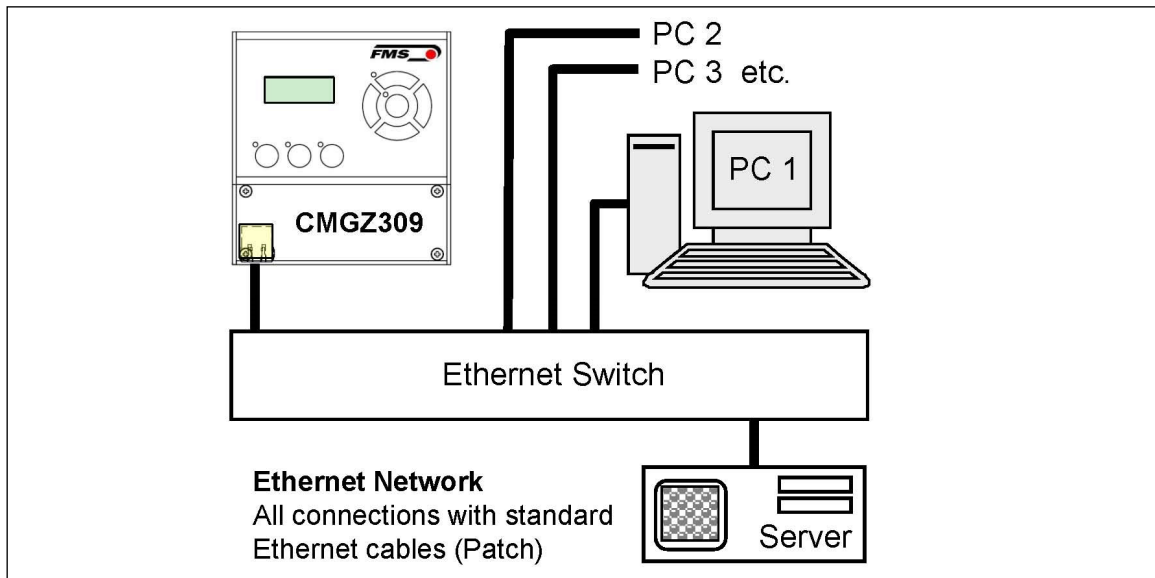 FMS
CMGZ309
PC 2
PC 3 etc.
PC 1
Ethernet Switch
Ethernet Network
All connections with standard
Ethernet cables (Patch)
Server